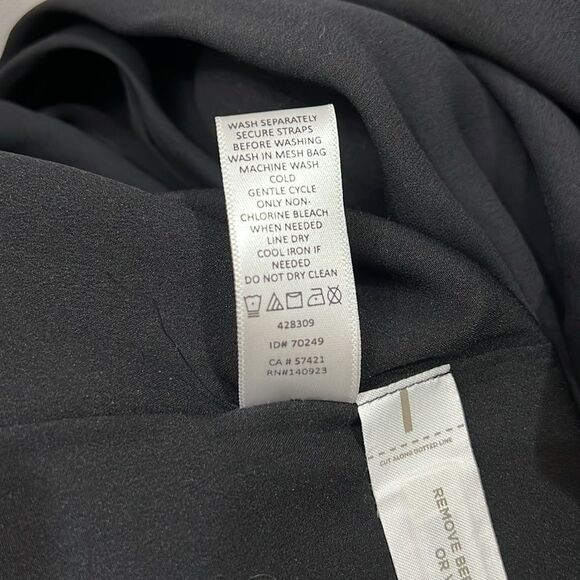 WASH SEPARATELY
SECURE STRAPS
BEFORE WASHING
WASH IN MESH BAG
MACHINE WASH
COLD
GENTLE CYCLE
ONLY NON-
CHLORINE BLEACH
WHEN NEEDED
LINE DRY
COOL IRON IF
NEEDED
DO NOT DRY CLEAN
428309
ID# 70249
CA # 57421
RN#140923
CUT ALONG DOTTED LINE
REMOVE
OR